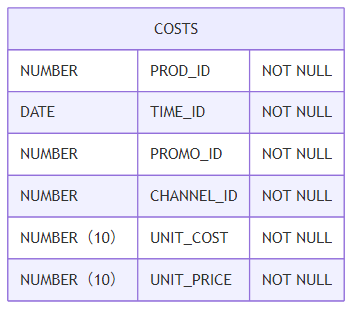 COSTS
NUMBER PROD_ID NOT NULL
DATE TIME_ID NOT NULL
NUMBER PROMO_ID NOT NULL
NUMBER CHANNEL_ID NOT NULL
NUMBER（10） UNIT_COST NOT NULL
NUMBER（10） UNIT_PRICE NOT NULL